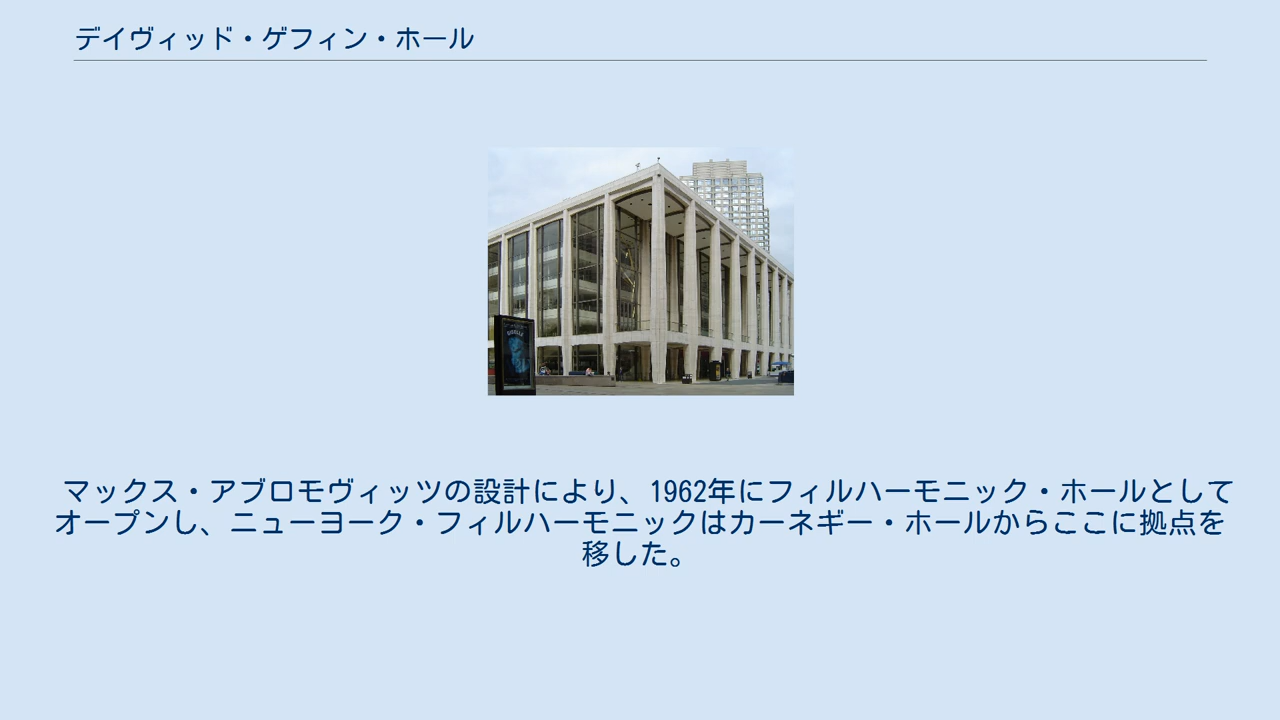 デイヴィッド・ゲフィン・ホール
マックス・アブロモヴィッツの設計により、1962年にフィルハーモニック・ホールとして
オープンし、ニューヨーク・フィルハーモニックはカーネギー・ホールからここに拠点を
移した。